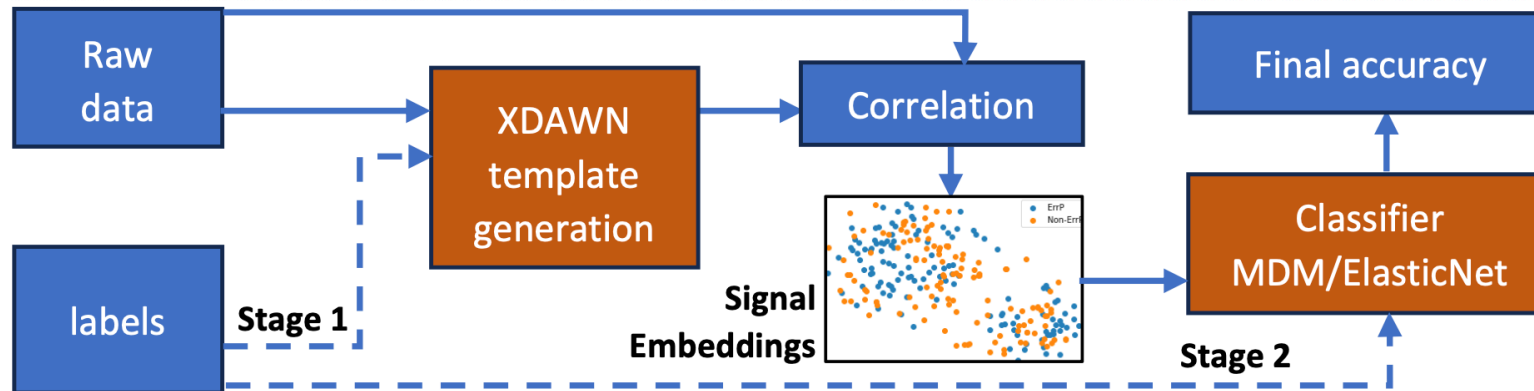 Raw
data
XDAWN
template
generation
Correlation
Final accuracy
ErrP
Non-Err
Classifier
MDM/ElasticNet
labels
Stage 1
Signal
Embeddings
Stage 2